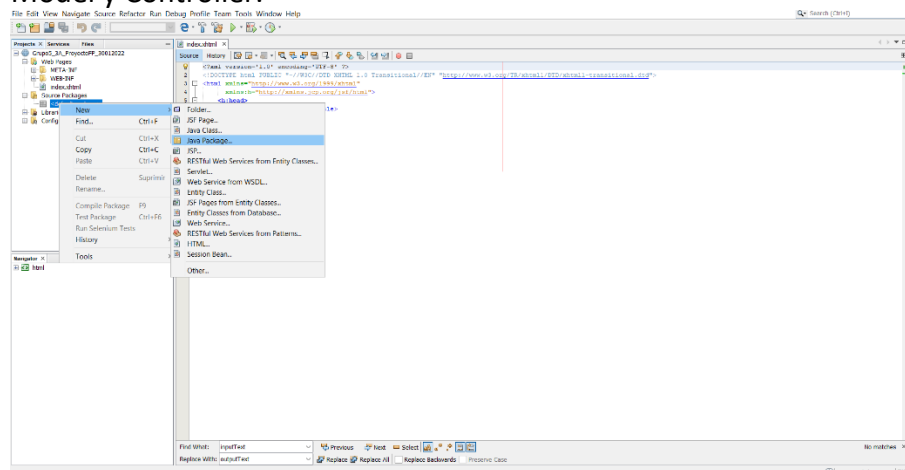 Model y Controller.
File Edit View Navigate Source Refactor Run Debug Profile Team Tools Window Help
Search (Ctrl+I)
Projects × Services Files
index.xhtml ×
Grupo5_3A_ProyectoPF_30012022
Source History
Web Pages
META-INF
WEB-INF
index.xhtml
Source Packages
1
2
3
4
5
<?xml version='1.0' encoding='UTF-8' ?>
<!DOCTYPE html PUBLIC "-//W3C//DTD XHTML 1.0 Transitional//EN" "http://www.w3.org/TR/xhtml1/DTD/xhtml1-transitional.dtd">
<html xmlns="http://www.w3.org/1999/xhtml"
xmlns:h="http://xmlns.jcp.org/jsf/html">
<h:head>
New
Find... Ctrl+F
Cut Ctrl+X
Copy Ctrl+C
Paste Ctrl+V
Delete Suprimir
Rename...
Compile Package F9
Test Package Ctrl+F6
Run Selenium Tests
History
Tools
Folder...
JSF Page...
Java Class...
Java Package...
JSP...
RESTful Web Services from Entity Classes...
Servlet...
Web Service from WSDL...
Entity Class...
JSF Pages from Entity Classes...
Entity Classes from Database...
Web Service...
RESTful Web Services from Patterns...
HTML...
Session Bean...
Other...
Navigator ×
html
Find What: inputText Previous Next Select No matches
Replace With: outputText Replace Replace All Replace Backwards Preserve Case